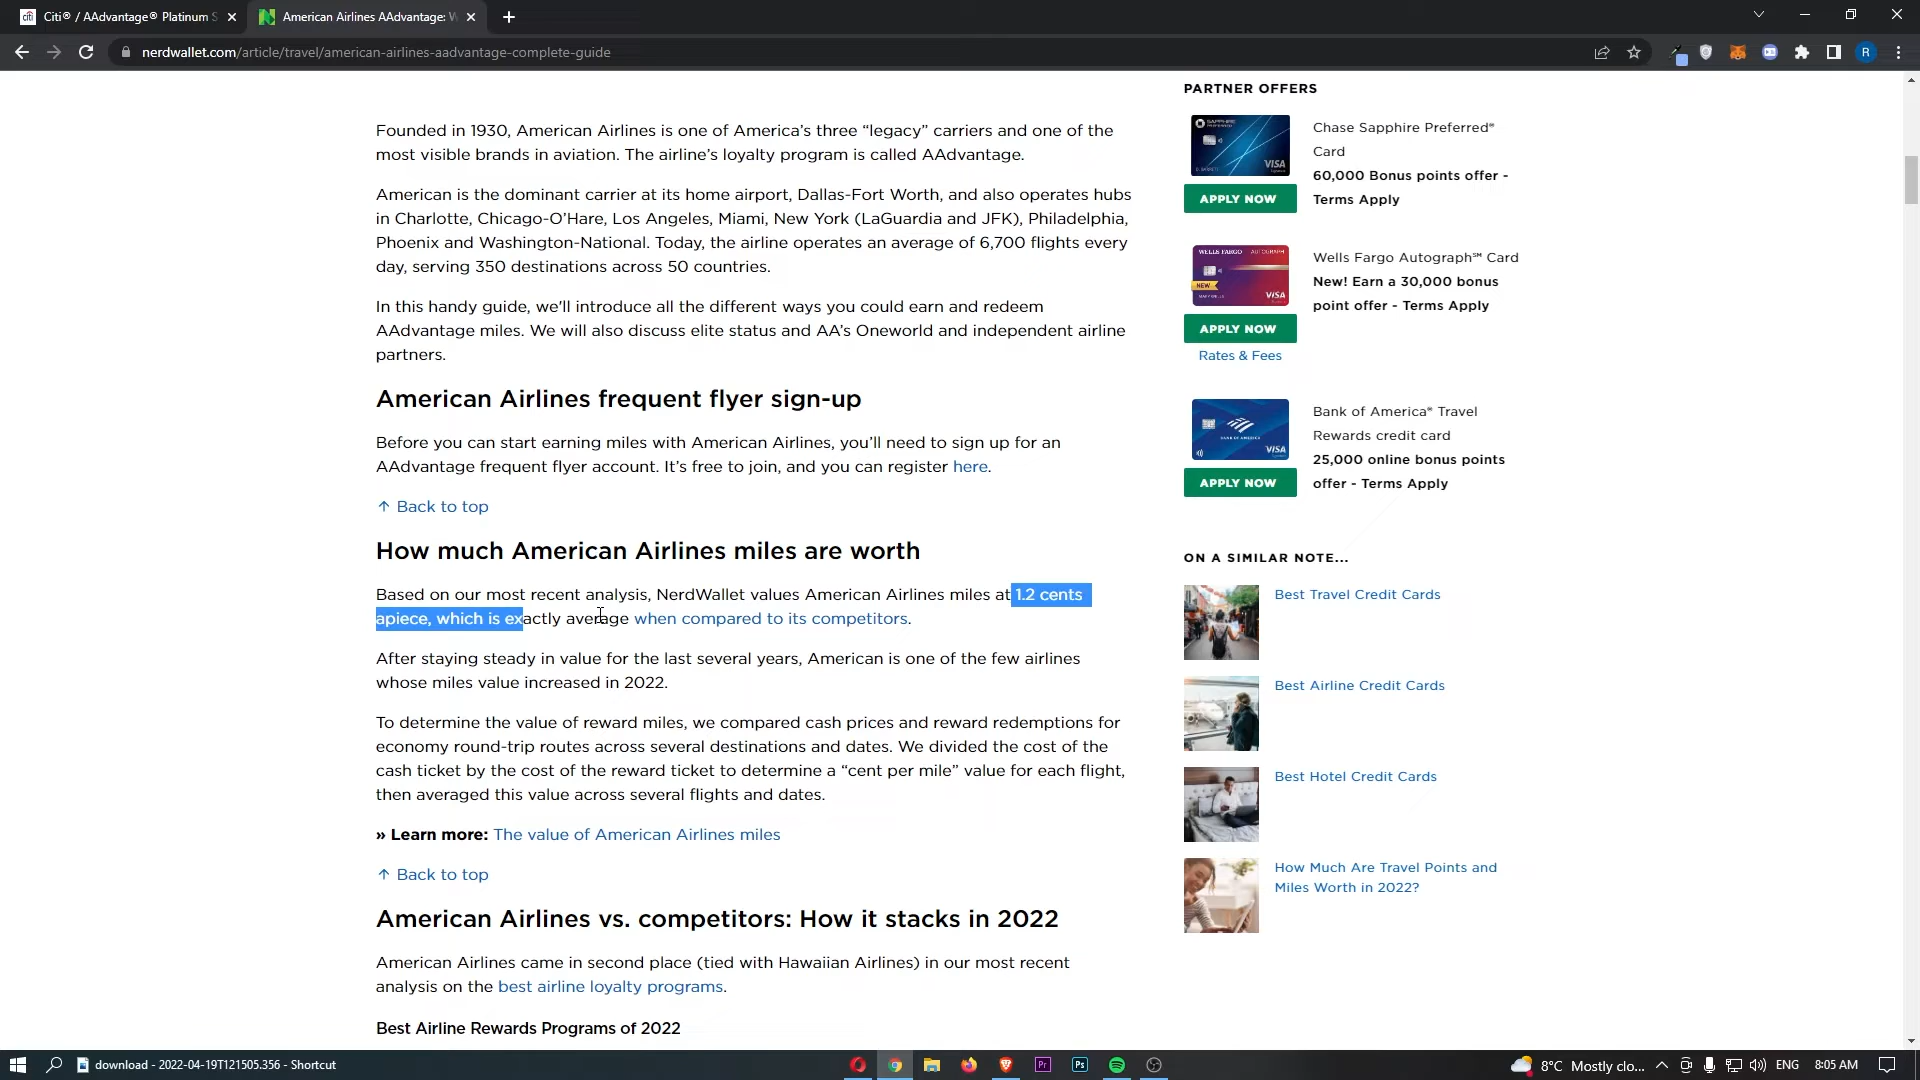 Citi® / AAdvantage® Platinum S
American Airlines AAdvantage: W
nerdwallet.com/article/travel/american-airlines-aadvantage-complete-guide
R
Founded in 1930, American Airlines is one of America’s three “legacy” carriers and one of the
most visible brands in aviation. The airline’s loyalty program is called AAdvantage.
American is the dominant carrier at its home airport, Dallas-Fort Worth, and also operates hubs
in Charlotte, Chicago-O’Hare, Los Angeles, Miami, New York (LaGuardia and JFK), Philadelphia,
Phoenix and Washington-National. Today, the airline operates an average of 6,700 flights every
day, serving 350 destinations across 50 countries.
In this handy guide, we'll introduce all the different ways you could earn and redeem
AAdvantage miles. We will also discuss elite status and AA’s Oneworld and independent airline
partners.
American Airlines frequent flyer sign-up
Before you can start earning miles with American Airlines, you’ll need to sign up for an
AAdvantage frequent flyer account. It’s free to join, and you can register here.
↑ Back to top
How much American Airlines miles are worth
Based on our most recent analysis, NerdWallet values American Airlines miles at 1.2 cents
apiece, which is exactly average when compared to its competitors.
After staying steady in value for the last several years, American is one of the few airlines
whose miles value increased in 2022.
To determine the value of reward miles, we compared cash prices and reward redemptions for
economy round-trip routes across several destinations and dates. We divided the cost of the
cash ticket by the cost of the reward ticket to determine a “cent per mile” value for each flight,
then averaged this value across several flights and dates.
» Learn more: The value of American Airlines miles
↑ Back to top
American Airlines vs. competitors: How it stacks in 2022
American Airlines came in second place (tied with Hawaiian Airlines) in our most recent
analysis on the best airline loyalty programs.
Best Airline Rewards Programs of 2022
PARTNER OFFERS
SAPPHIRE
VISA
APPLY NOW
Chase Sapphire Preferred®
Card
60,000 Bonus points offer -
Terms Apply
WELLS FARGO AUTOGRAPH
NEW
VISA
APPLY NOW
Rates & Fees
Wells Fargo Autograph℠ Card
New! Earn a 30,000 bonus
point offer - Terms Apply
BANK OF AMERICA
VISA
APPLY NOW
Bank of America® Travel
Rewards credit card
25,000 online bonus points
offer - Terms Apply
ON A SIMILAR NOTE...
Best Travel Credit Cards
Best Airline Credit Cards
Best Hotel Credit Cards
How Much Are Travel Points and
Miles Worth in 2022?
download - 2022-04-19T121505.356 - Shortcut
Pr
Ps
8°C Mostly clo...
ENG
8:05 AM